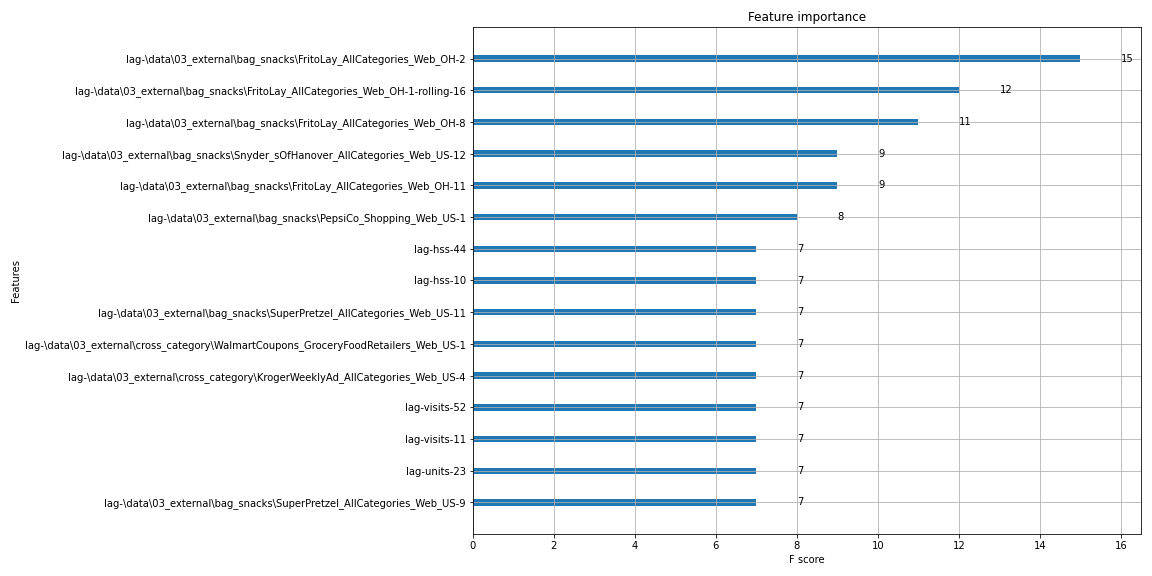 Feature importance
lag-\data\03_external\bag_snacks\FritoLay_AllCategories_Web_OH-2
15
lag-\data\03_external\bag_snacks\FritoLay_AllCategories_Web_OH-1-rolling-16
12
lag-\data\03_external\bag_snacks\FritoLay_AllCategories_Web_OH-8
11
lag-\data\03_external\bag_snacks\Snyder_sOfHanover_AllCategories_Web_US-12
9
lag-\data\03_external\bag_snacks\FritoLay_AllCategories_Web_OH-11
9
lag-\data\03_external\bag_snacks\PepsiCo_Shopping_Web_US-1
8
lag-hss-44
7
lag-hss-10
7
lag-\data\03_external\bag_snacks\SuperPretzel_AllCategories_Web_US-11
7
lag-\data\03_external\cross_category\WalmartCoupons_GroceryFoodRetailers_Web_US-1
7
lag-\data\03_external\cross_category\KrogerWeeklyAd_AllCategories_Web_US-4
7
lag-visits-52
7
lag-visits-11
7
lag-units-23
7
lag-\data\03_external\bag_snacks\SuperPretzel_AllCategories_Web_US-9
7
Features
0 2 4 6 8 10 12 14 16
F score